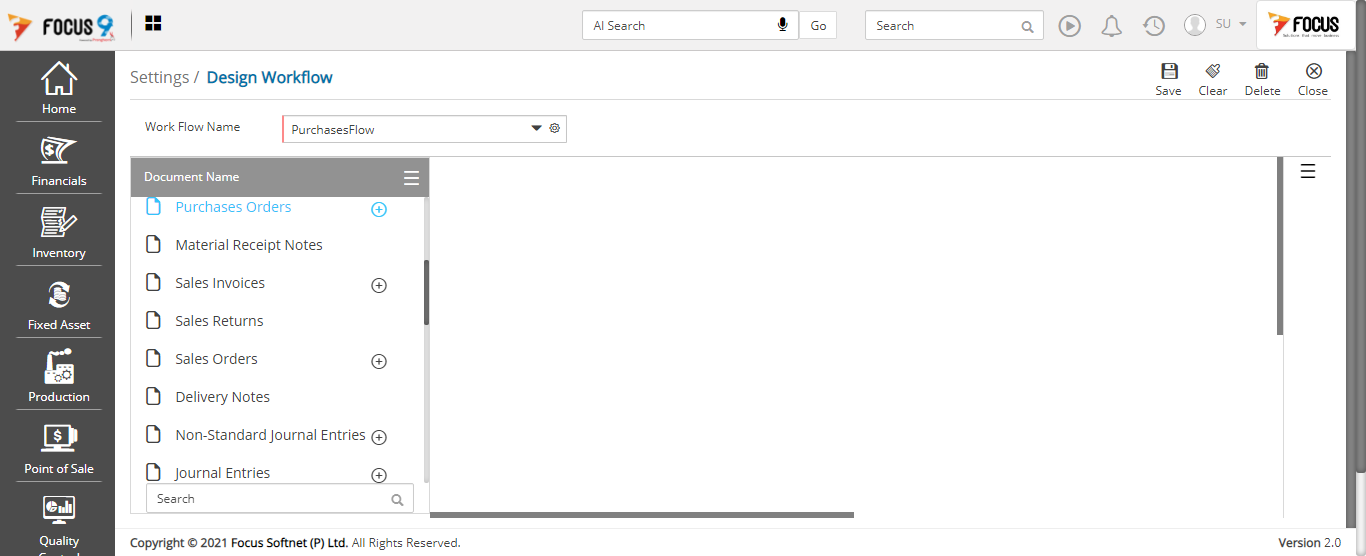 FOCUS 9
AI Search
Go
Search
SU
FOCUS
Home
Financials
Inventory
Fixed Asset
Production
Point of Sale
Quality
Settings / Design Workflow
Save
Clear
Delete
Close
Work Flow Name
PurchasesFlow
Document Name
Purchases Orders
Material Receipt Notes
Sales Invoices
Sales Returns
Sales Orders
Delivery Notes
Non-Standard Journal Entries
Journal Entries
Search
Copyright © 2021 Focus Softnet (P) Ltd. All Rights Reserved.
Version 2.0